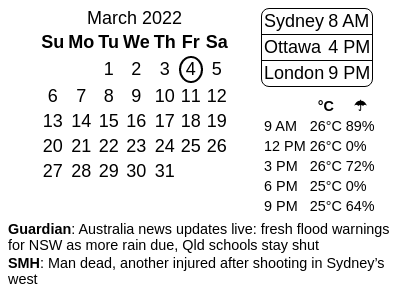 March 2022
Su Mo Tu We Th Fr Sa
1 2 3 4 5
6 7 8 9 10 11 12
13 14 15 16 17 18 19
20 21 22 23 24 25 26
27 28 29 30 31
Sydney 8 AM
Ottawa 4 PM
London 9 PM
°C ☂
9 AM 26°C 89%
12 PM 26°C 0%
3 PM 26°C 72%
6 PM 25°C 0%
9 PM 25°C 64%
Guardian: Australia news updates live: fresh flood warnings
for NSW as more rain due, Qld schools stay shut
SMH: Man dead, another injured after shooting in Sydney’s
west